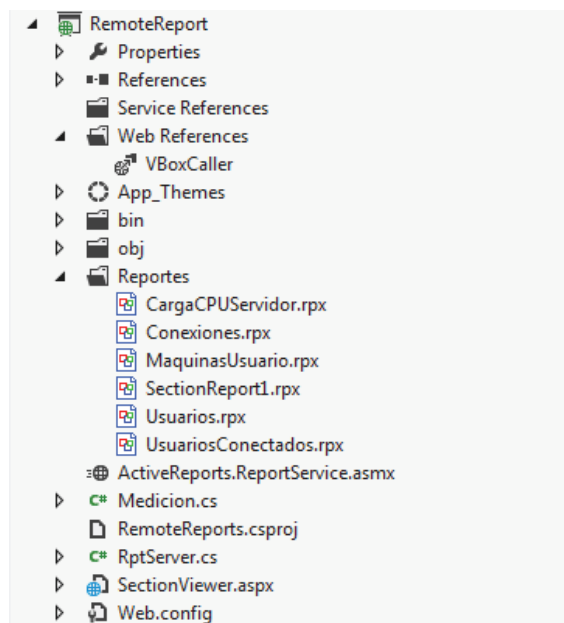 RemoteReport
Properties
References
Service References
Web References
VBoxCaller
App_Themes
bin
obj
Reportes
CargaCPUServidor.rpx
Conexiones.rpx
MaquinasUsuario.rpx
SectionReport1.rpx
Usuarios.rpx
UsuariosConectados.rpx
ActiveReports.ReportService.asmx
C# Medicion.cs
RemoteReports.csproj
C# RptServer.cs
SectionViewer.aspx
Web.config